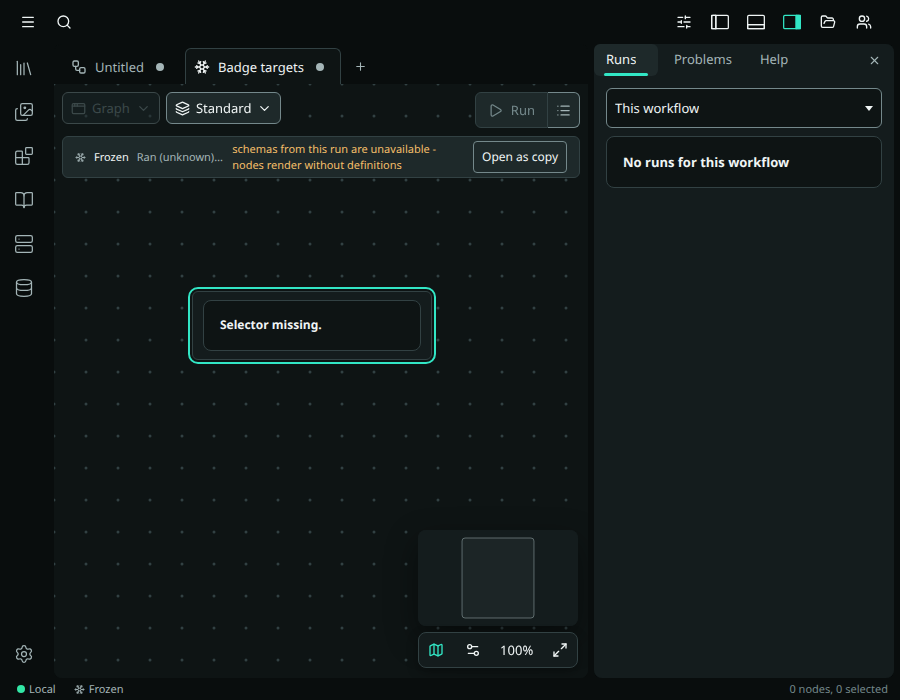 Untitled
Badge targets
Runs
Problems
Help
Graph
Standard
Run
This workflow
Frozen
Ran (unknown)...
schemas from this run are unavailable -
nodes render without definitions
Open as copy
No runs for this workflow
Selector missing.
100%
Local
Frozen
0 nodes, 0 selected